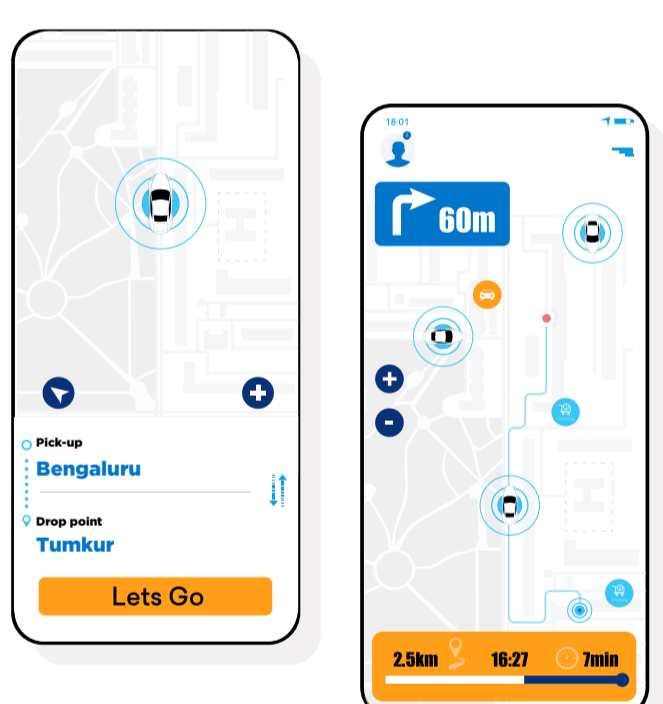 Pick-up
Bengaluru
Drop point
Tumkur
Lets Go
18:01
60m
+
-
2.5km 16:27 7min